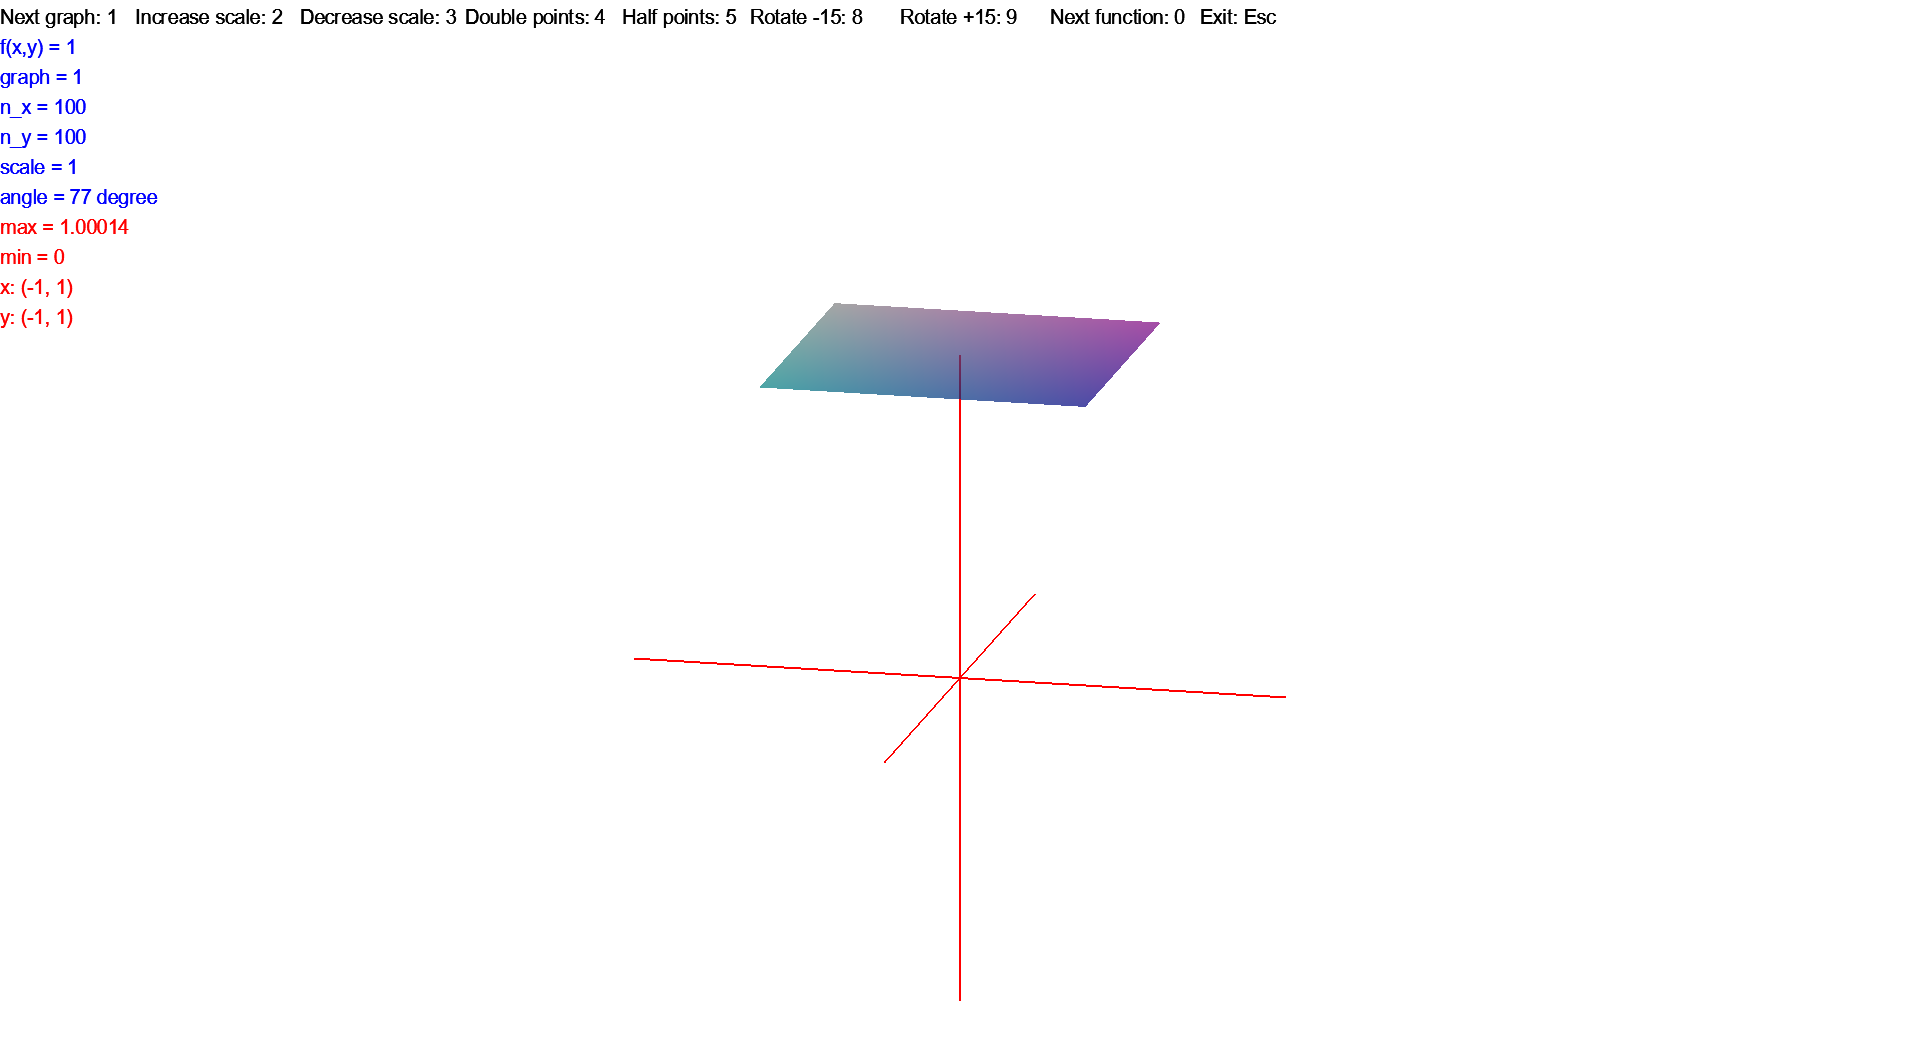 Next graph: 1 Increase scale: 2 Decrease scale: 3 Double points: 4 Half points: 5 Rotate -15: 8 Rotate +15: 9 Next function: 0 Exit: Esc
f(x,y) = 1
graph = 1
n_x = 100
n_y = 100
scale = 1
angle = 77 degree
max = 1.00014
min = 0
x: (-1, 1)
y: (-1, 1)